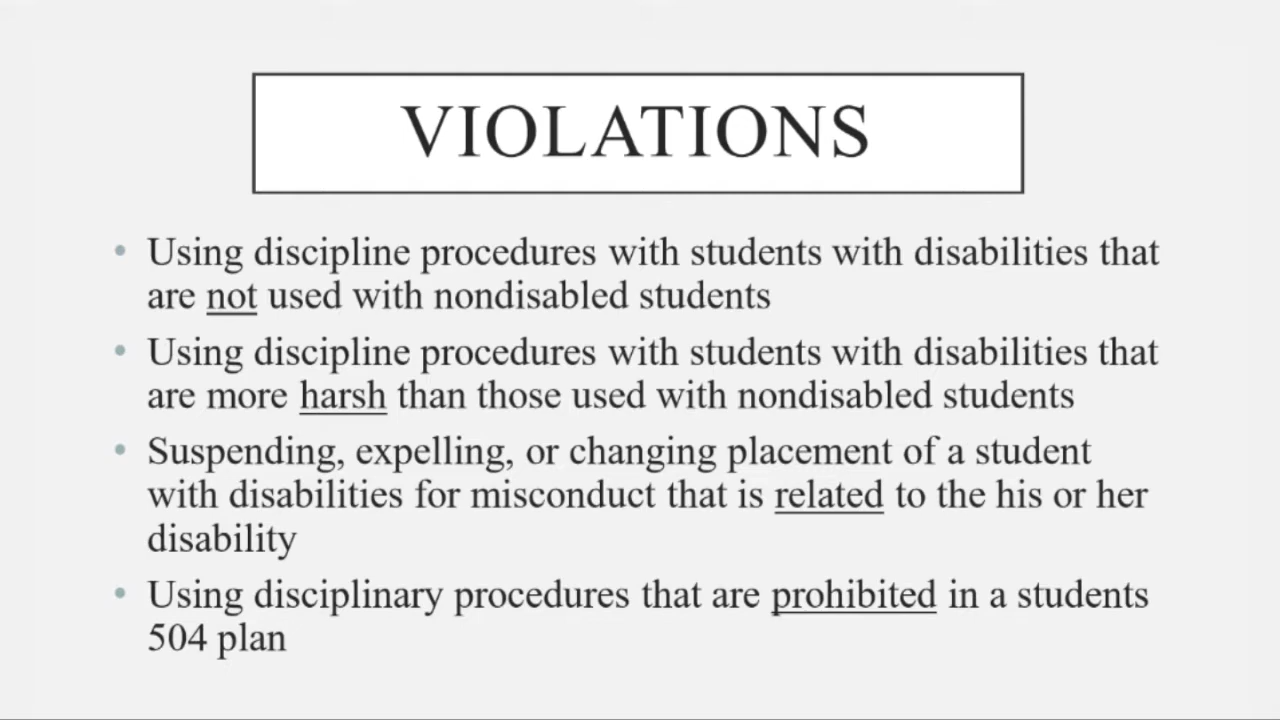 VIOLATIONS
• Using discipline procedures with students with disabilities that
are not used with nondisabled students
• Using discipline procedures with students with disabilities that
are more harsh than those used with nondisabled students
• Suspending, expelling, or changing placement of a student
with disabilities for misconduct that is related to the his or her
disability
• Using disciplinary procedures that are prohibited in a students
504 plan